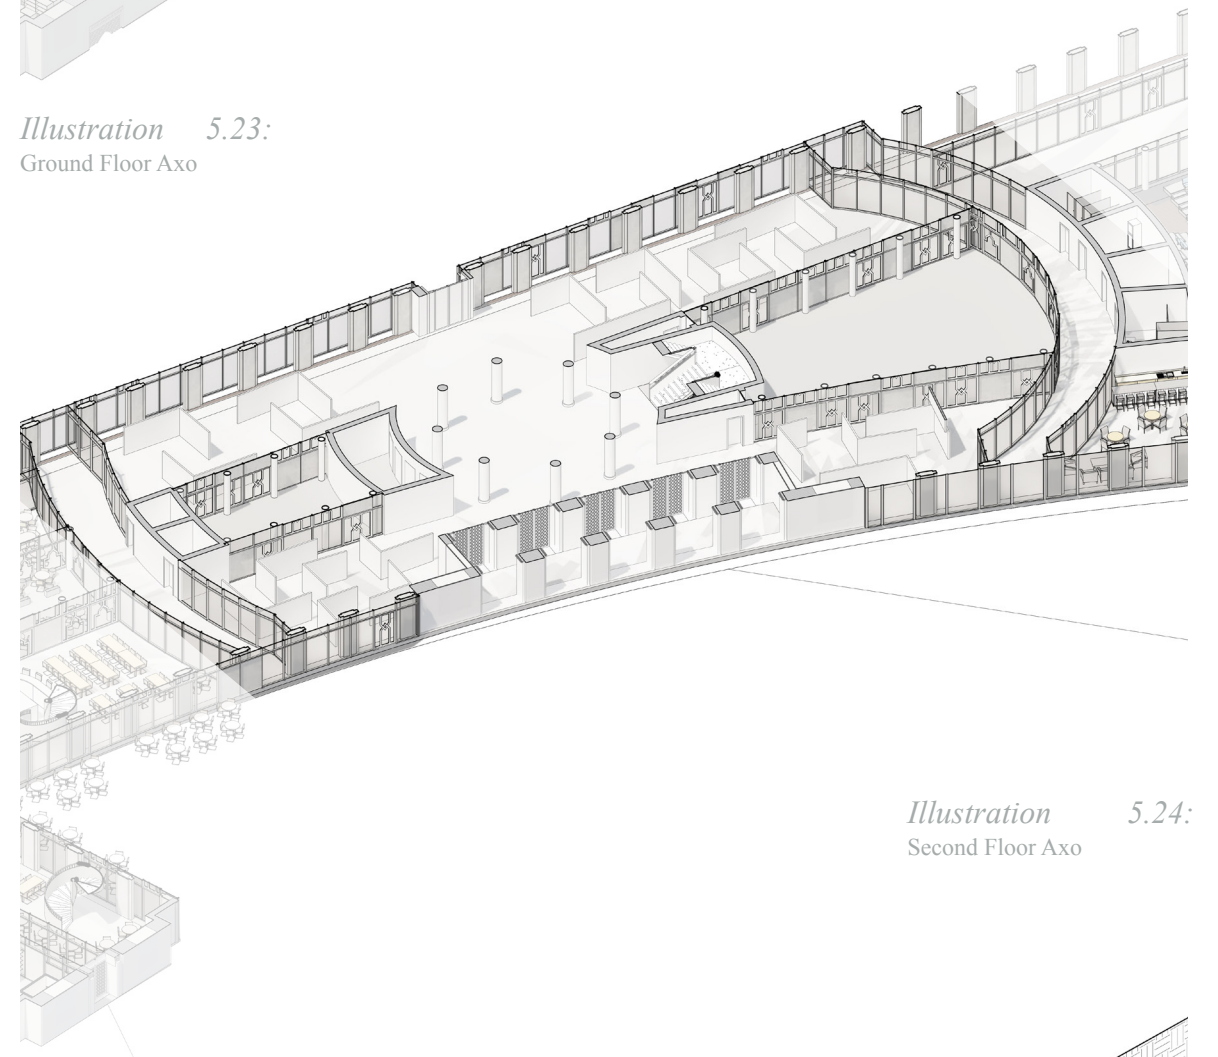 Illustration 5.23:
Ground Floor Axo
Illustration 5.24:
Second Floor Axo